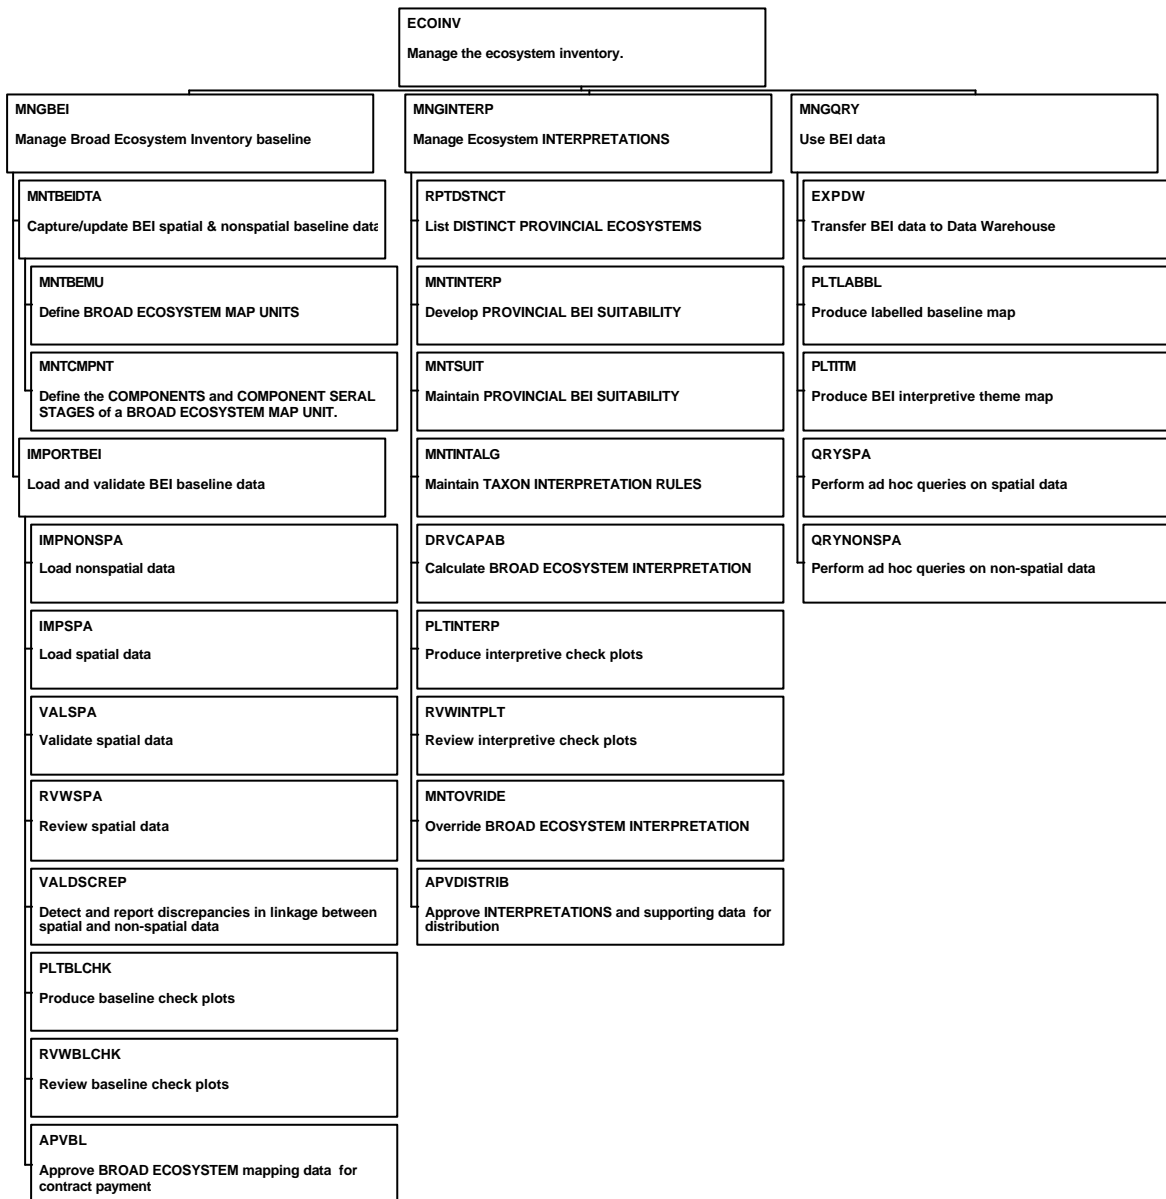 ECOINV
Manage the ecosystem inventory.
MNGBEI
Manage Broad Ecosystem Inventory baseline
MNTBEIDTA
Capture/update BEI spatial & nonspatial baseline data
MNTBEMU
Define BROAD ECOSYSTEM MAP UNITS
MNTCMPNT
Define the COMPONENTS and COMPONENT SERAL
STAGES of a BROAD ECOSYSTEM MAP UNIT.
IMPORTBEI
Load and validate BEI baseline data
IMPNONSPA
Load nonspatial data
IMPSPA
Load spatial data
VALSPA
Validate spatial data
RVWSPA
Review spatial data
VALDSCREP
Detect and report discrepancies in linkage between
spatial and non-spatial data
PLTBLCHK
Produce baseline check plots
RVWBLCHK
Review baseline check plots
APVBL
Approve BROAD ECOSYSTEM mapping data for
contract payment
MNGINTERP
Manage Ecosystem INTERPRETATIONS
RPTDSTNCT
List DISTINCT PROVINCIAL ECOSYSTEMS
MNTINTERP
Develop PROVINCIAL BEI SUITABILITY
MNTSUIT
Maintain PROVINCIAL BEI SUITABILITY
MNTINTALG
Maintain TAXON INTERPRETATION RULES
DRVCAPAB
Calculate BROAD ECOSYSTEM INTERPRETATION
PLTINTERP
Produce interpretive check plots
RVWINTPLT
Review interpretive check plots
MNTOVRIDE
Override BROAD ECOSYSTEM INTERPRETATION
APVDISTRIB
Approve INTERPRETATIONS and supporting data for
distribution
MNGQRY
Use BEI data
EXPDW
Transfer BEI data to Data Warehouse
PLTLABBL
Produce labelled baseline map
PLTITM
Produce BEI interpretive theme map
QRYSPA
Perform ad hoc queries on spatial data
QRYNONSPA
Perform ad hoc queries on non-spatial data